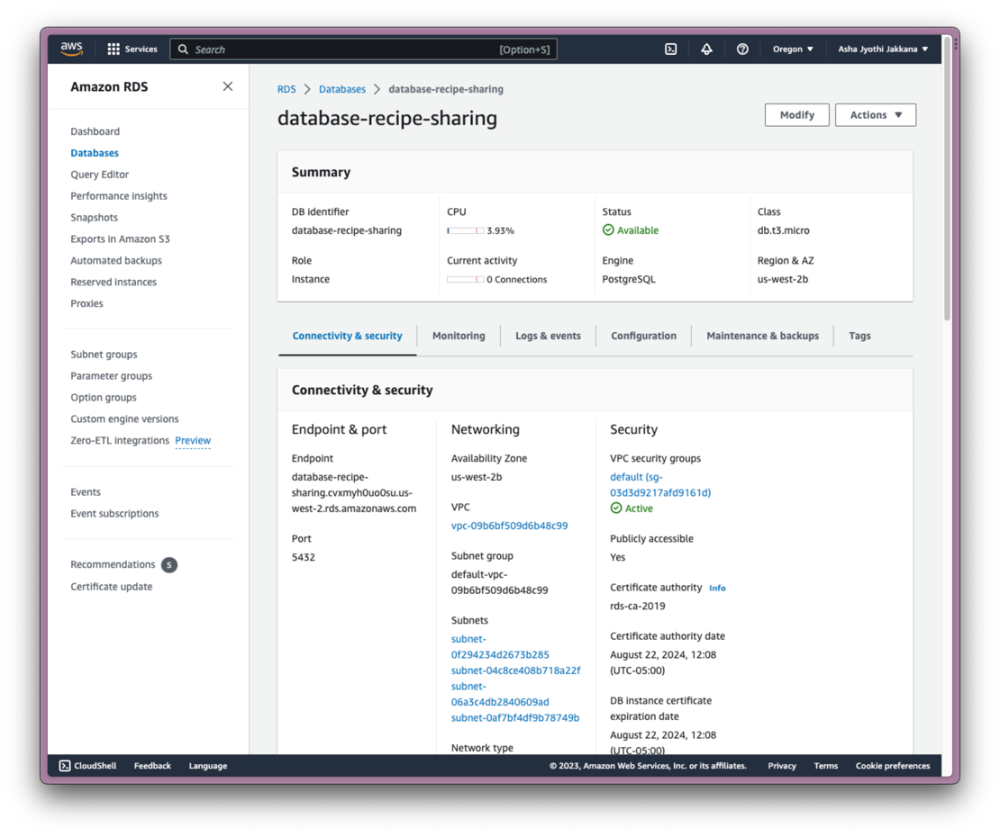 aws
Services
Search
[Option+S]
Oregon ▼
Asha Jyothi Jakkana ▼
Amazon RDS
Dashboard
Databases
Query Editor
Performance insights
Snapshots
Exports in Amazon S3
Automated backups
Reserved instances
Proxies
Subnet groups
Parameter groups
Option groups
Custom engine versions
Zero-ETL integrations Preview
Events
Event subscriptions
Recommendations 5
Certificate update
RDS > Databases > database-recipe-sharing
database-recipe-sharing
Modify
Actions ▼
Summary
DB identifier
database-recipe-sharing
CPU
3.93%
Status
Available
Class
db.t3.micro
Role
Instance
Current activity
0 Connections
Engine
PostgreSQL
Region & AZ
us-west-2b
Connectivity & security
Monitoring
Logs & events
Configuration
Maintenance & backups
Tags
Connectivity & security
Endpoint & port
Endpoint
database-recipe-
sharing.cvxmyh0uo0su.us-
west-2.rds.amazonaws.com
Port
5432
Networking
Availability Zone
us-west-2b
VPC
vpc-09b6bf509d6b48c99
Subnet group
default-vpc-
09b6bf509d6b48c99
Subnets
subnet-
0f294234d2673b285
subnet-04c8ce408b718a22f
subnet-
06a3c4db2840609ad
subnet-0af7bf4df9b78749b
Network type
Security
VPC security groups
default (sg-
03d3d9217afd9161d)
Active
Publicly accessible
Yes
Certificate authority Info
rds-ca-2019
Certificate authority date
August 22, 2024, 12:08
(UTC-05:00)
DB instance certificate
expiration date
August 22, 2024, 12:08
(UTC-05:00)
CloudShell
Feedback
Language
© 2023, Amazon Web Services, Inc. or its affiliates.
Privacy
Terms
Cookie preferences